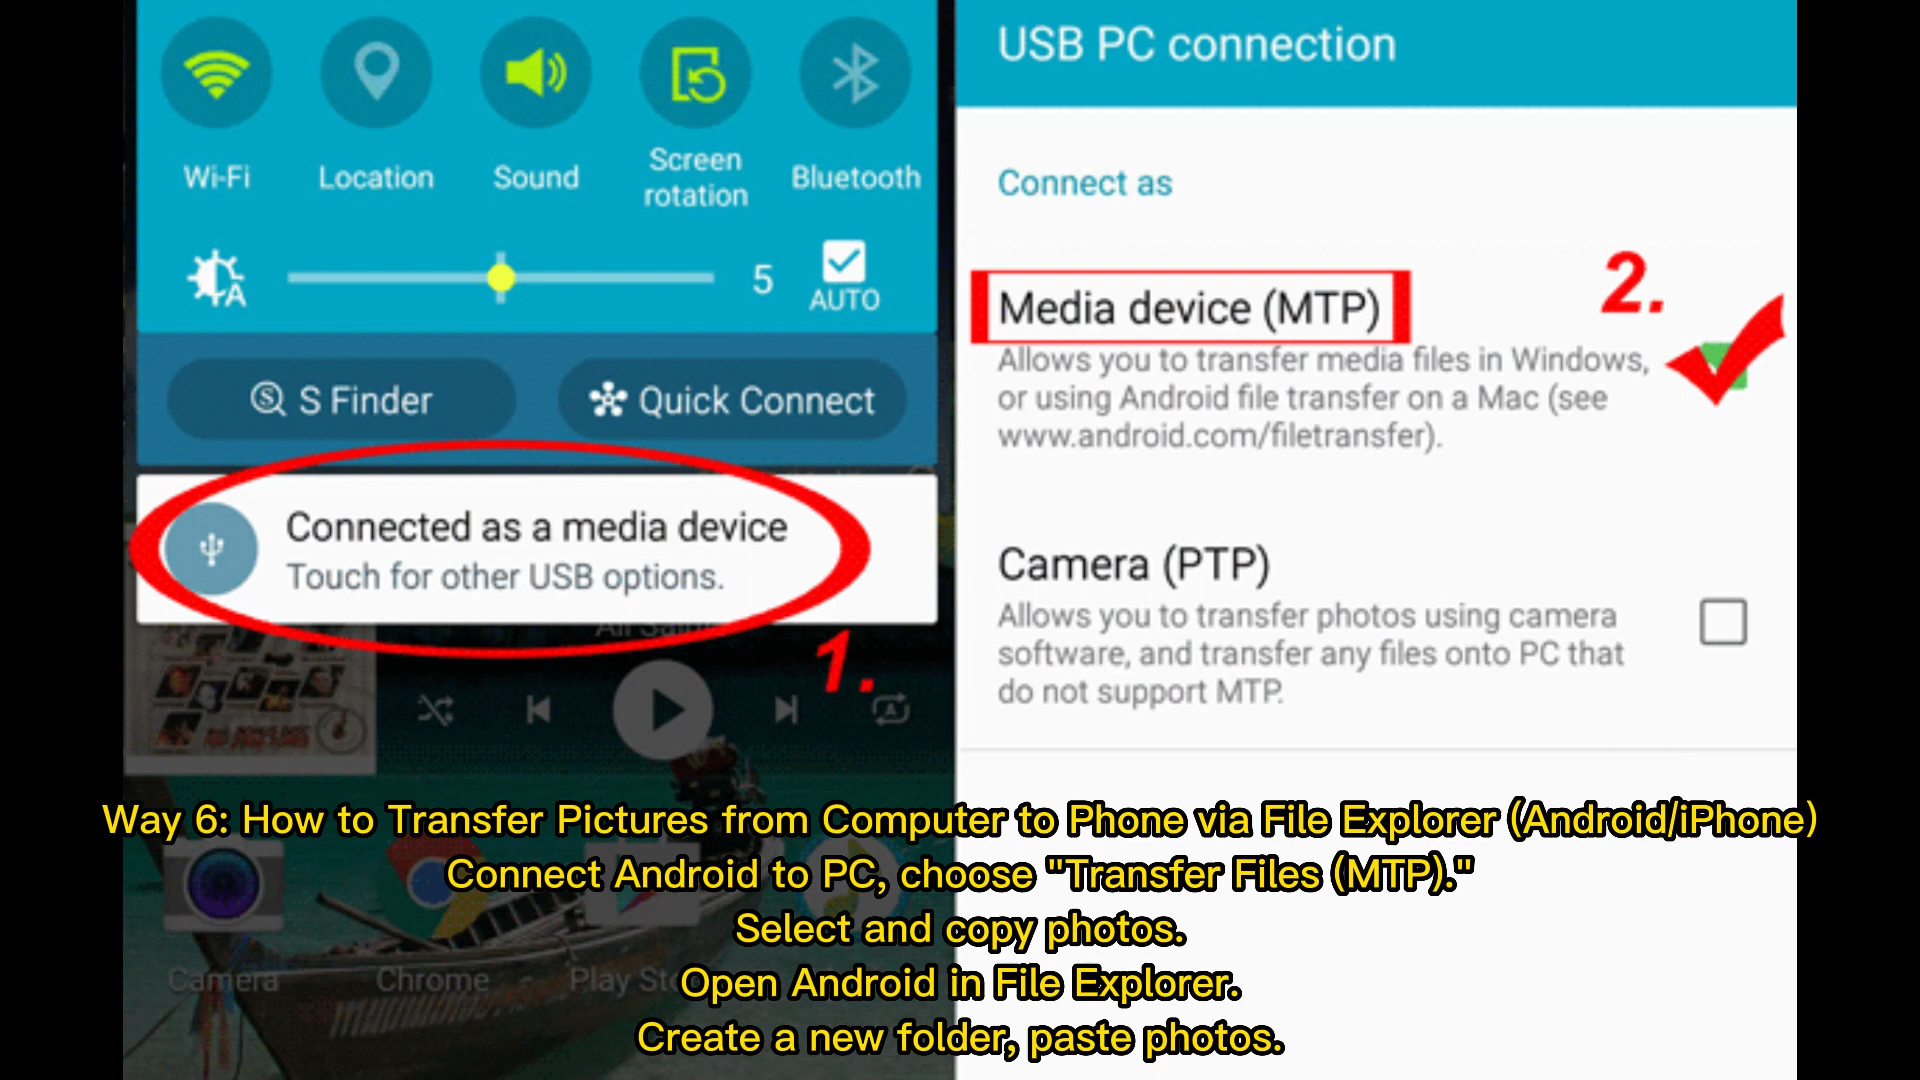 Wi-Fi
Location
Sound
Screen rotation
Bluetooth
5
AUTO
S Finder
Quick Connect
Connected as a media device
Touch for other USB options.
1.
Camera
Chrome
USB PC connection
Connect as
Media device (MTP)
2.
Allows you to transfer media files in Windows,
or using Android file transfer on a Mac (see
www.android.com/filetransfer).
Camera (PTP)
Allows you to transfer photos using camera
software, and transfer any files onto PC that
do not support MTP.
Way 6: How to Transfer Pictures from Computer to Phone via File Explorer (Android/iPhone)
Connect Android to PC, choose "Transfer Files (MTP)."
Select and copy photos.
Open Android in File Explorer.
Create a new folder, paste photos.